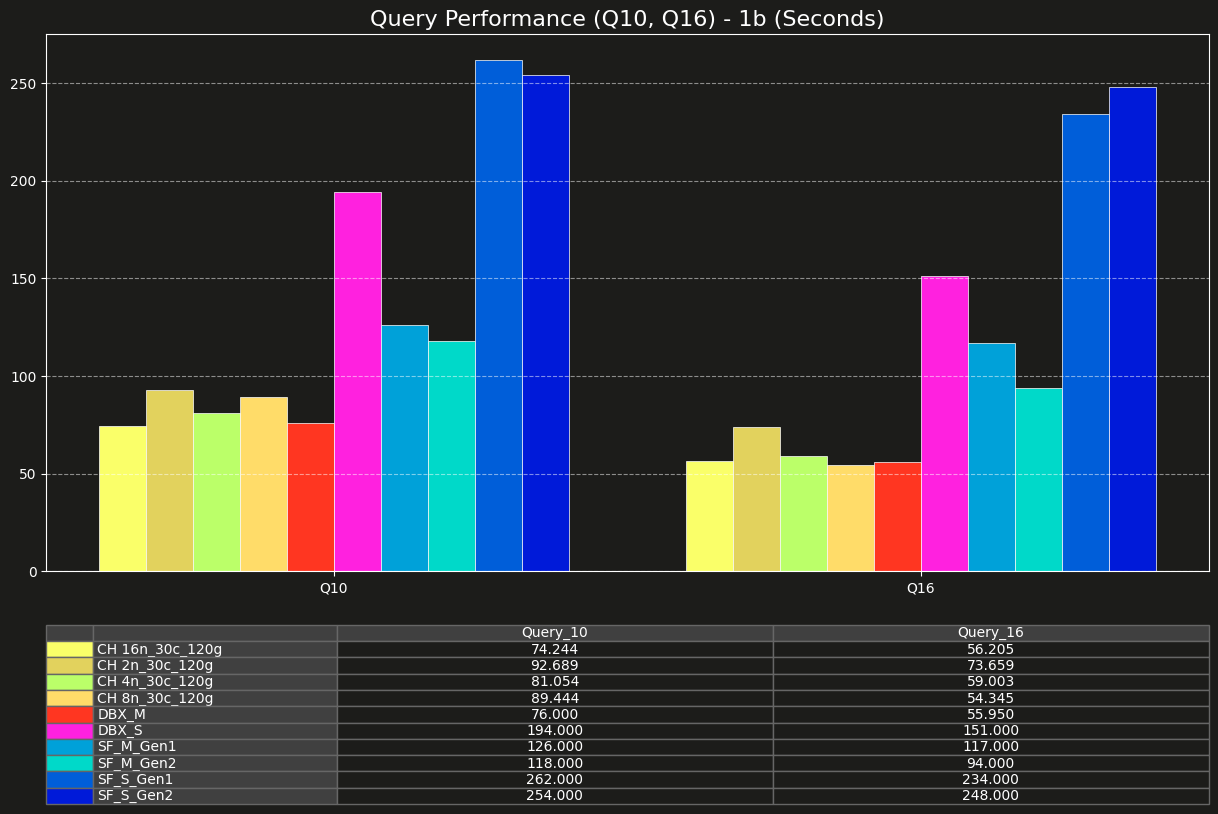 Query Performance (Q10, Q16) - 1b (Seconds)
250
200
150
100
50
0
Q10 Q16
Query_10 Query_16
CH 16n_30c_120g 74.244 56.205
CH 2n_30c_120g 92.689 73.659
CH 4n_30c_120g 81.054 59.003
CH 8n_30c_120g 89.444 54.345
DBX_M 76.000 55.950
DBX_S 194.000 151.000
SF_M_Gen1 126.000 117.000
SF_M_Gen2 118.000 94.000
SF_S_Gen1 262.000 234.000
SF_S_Gen2 254.000 248.000